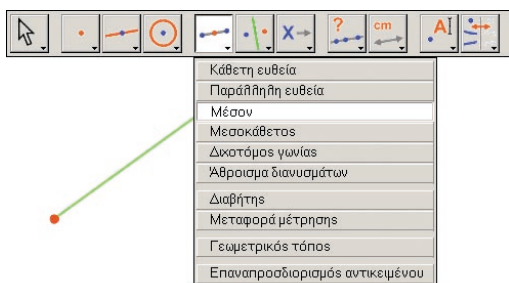 X
?
cm
A
Κάθετη ευθεία
Παράλληλη ευθεία
Μέσον
Μεσοκάθετος
Διχοτόμος γωνίας
Άθροισμα διανυσμάτων
Διαβήτης
Μεταφορά μέτρησης
Γεωμετρικός τόπος
Επαναπροσδιορισμός αντικειμένου